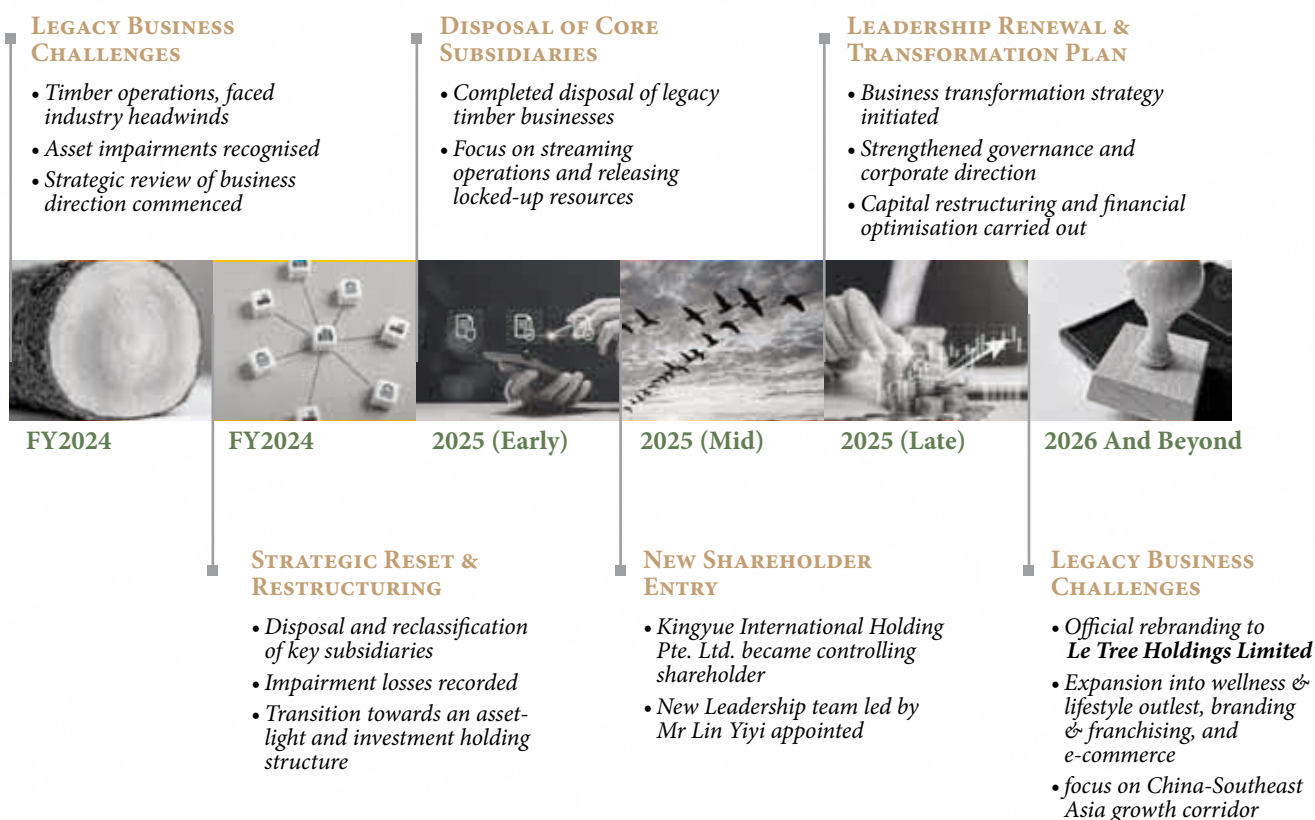 Legacy Business
Challenges
• Timber operations, faced
industry headwinds
• Asset impairments recognised
• Strategic review of business
direction commenced
Disposal of Core
Subsidiaries
• Completed disposal of legacy
timber businesses
• Focus on streaming
operations and releasing
locked-up resources
Leadership Renewal &
Transformation Plan
• Business transformation strategy
initiated
• Strengthened governance and
corporate direction
• Capital restructuring and financial
optimisation carried out
FY2024
FY2024
2025 (Early)
2025 (Mid)
2025 (Late)
2026 And Beyond
Strategic Reset &
Restructuring
• Disposal and reclassification
of key subsidiaries
• Impairment losses recorded
• Transition towards an asset-
light and investment holding
structure
New Shareholder
Entry
• Kingyue International Holding
Pte. Ltd. became controlling
shareholder
• New Leadership team led by
Mr Lin Yiyi appointed
Legacy Business
Challenges
• Official rebranding to
Le Tree Holdings Limited
• Expansion into wellness &
lifestyle outlest, branding
& franchising, and
e-commerce
• focus on China-Southeast
Asia growth corridor